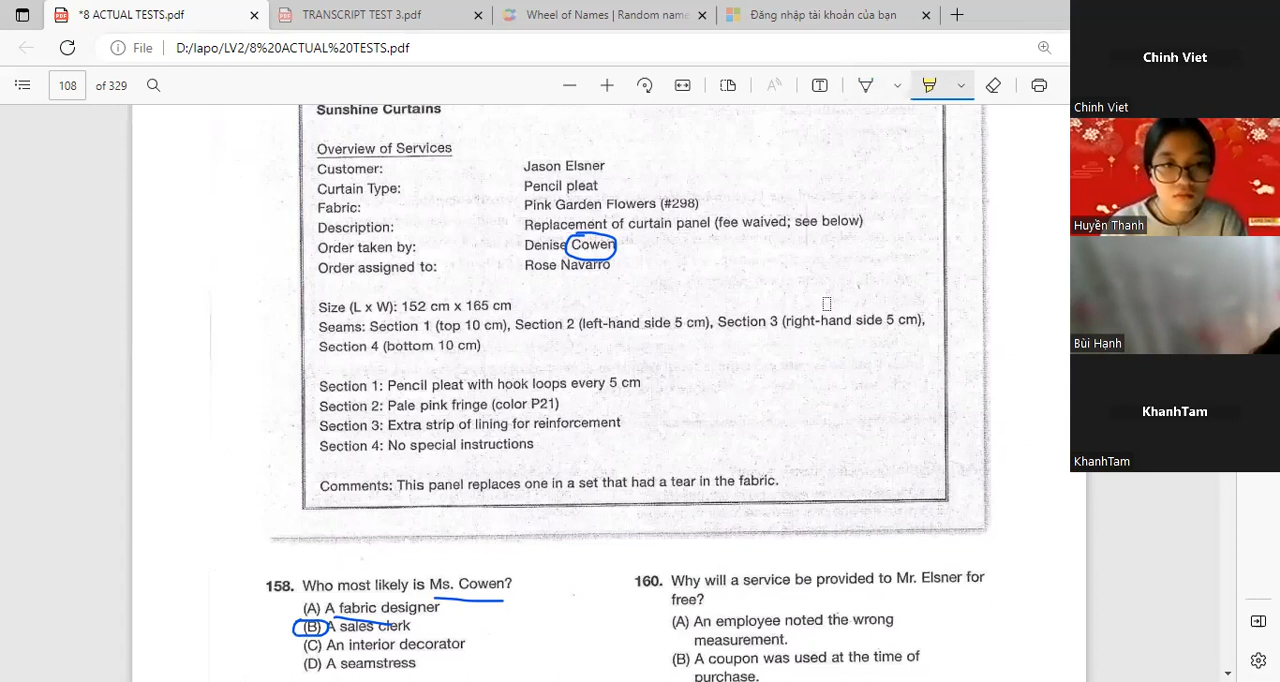 *8 ACTUAL TESTS.pdf
TRANSCRIPT TEST 3.pdf
Wheel of Names | Random name
Đăng nhập tài khoản của bạn
File
D:/lapo/LV2/8%20ACTUAL%20TESTS.pdf
108
of 329
Sunshine Curtains
Overview of Services
Customer: Jason Elsner
Curtain Type: Pencil pleat
Fabric: Pink Garden Flowers (#298)
Description: Replacement of curtain panel (fee waived; see below)
Order taken by: Denise Cowen
Order assigned to: Rose Navarro
Size (L x W): 152 cm x 165 cm
Seams: Section 1 (top 10 cm), Section 2 (left-hand side 5 cm), Section 3 (right-hand side 5 cm),
Section 4 (bottom 10 cm)
Section 1: Pencil pleat with hook loops every 5 cm
Section 2: Pale pink fringe (color P21)
Section 3: Extra strip of lining for reinforcement
Section 4: No special instructions
Comments: This panel replaces one in a set that had a tear in the fabric.
158. Who most likely is Ms. Cowen?
(A) A fabric designer
(B) A sales clerk
(C) An interior decorator
(D) A seamstress
160. Why will a service be provided to Mr. Elsner for
free?
(A) An employee noted the wrong
measurement.
(B) A coupon was used at the time of
purchase.
Chinh Viet
Chinh Viet
Huyền Thanh
Bùi Hạnh
KhanhTam
KhanhTam